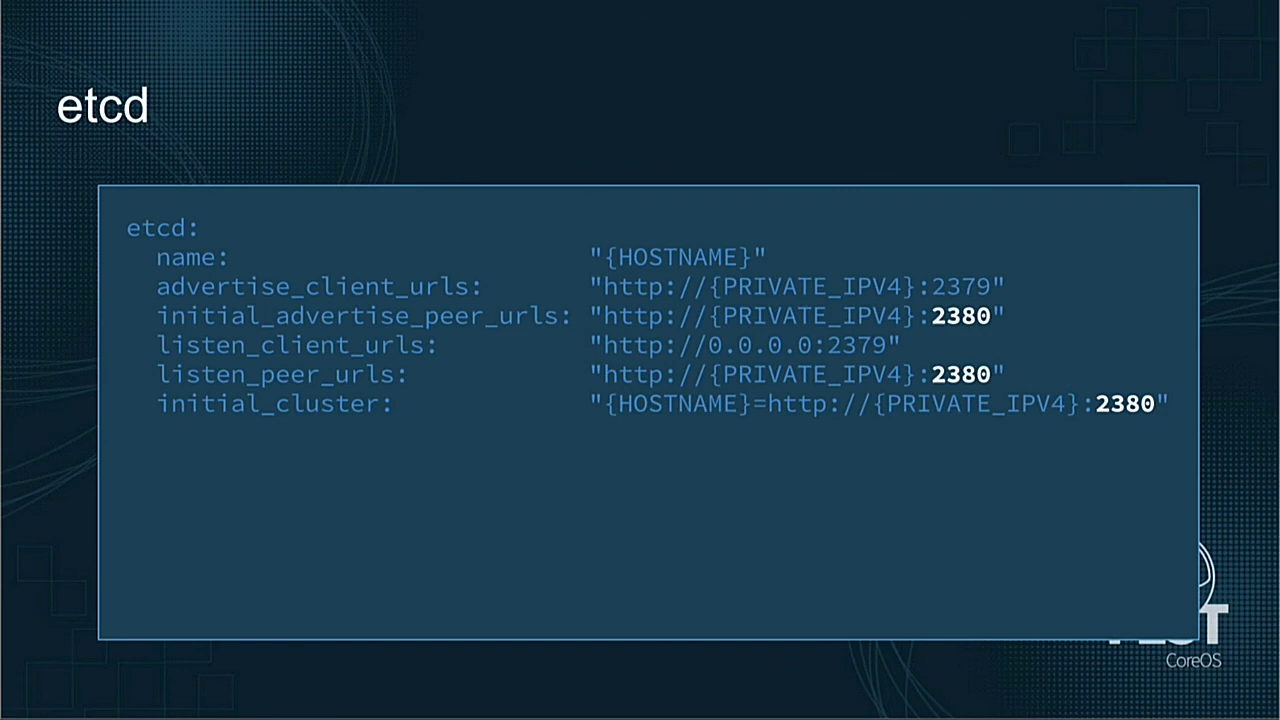 etcd
etcd:
name: "{HOSTNAME}"
advertise_client_urls: "http://{PRIVATE_IPV4}:2379"
initial_advertise_peer_urls: "http://{PRIVATE_IPV4}:2380"
listen_client_urls: "http://0.0.0.0:2379"
listen_peer_urls: "http://{PRIVATE_IPV4}:2380"
initial_cluster: "{HOSTNAME}=http://{PRIVATE_IPV4}:2380"
CoreOS